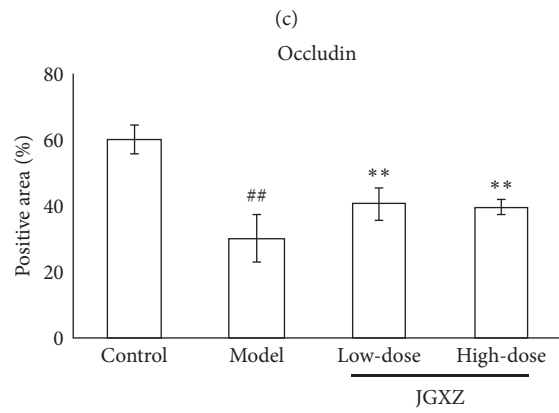 (c)
Occludin
Positive area (%)
80
60
40
20
0
##
**
**
Control
Model
Low-dose
High-dose
JGXZ